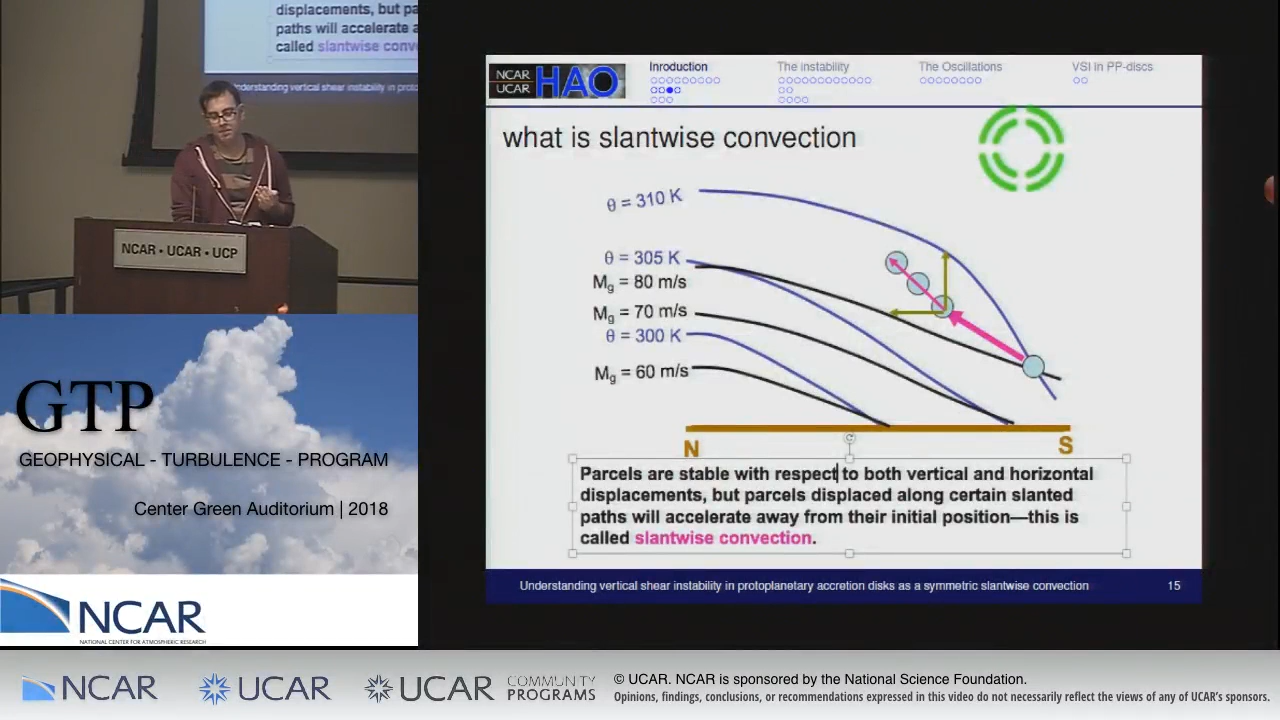 displacements, but pa
paths will accelerate a
called slantwise conve
nderstanding vertical shear instability in proto
NCAR • UCAR • UCP
GTP
GEOPHYSICAL - TURBULENCE - PROGRAM
Center Green Auditorium | 2018
NCAR
NATIONAL CENTER FOR ATMOSPHERIC RESEARCH
NCAR
UCAR
HAO
Inroduction
The instability
The Oscillations
VSI in PP-discs
what is slantwise convection
θ = 310 K
θ = 305 K
Mg = 80 m/s
Mg = 70 m/s
θ = 300 K
Mg = 60 m/s
N
S
Parcels are stable with respect to both vertical and horizontal
displacements, but parcels displaced along certain slanted
paths will accelerate away from their initial position—this is
called slantwise convection.
Understanding vertical shear instability in protoplanetary accretion disks as a symmetric slantwise convection
15
NCAR
UCAR
UCAR
COMMUNITY
PROGRAMS
© UCAR. NCAR is sponsored by the National Science Foundation.
Opinions, findings, conclusions, or recommendations expressed in this video do not necessarily reflect the views of any of UCAR's sponsors.